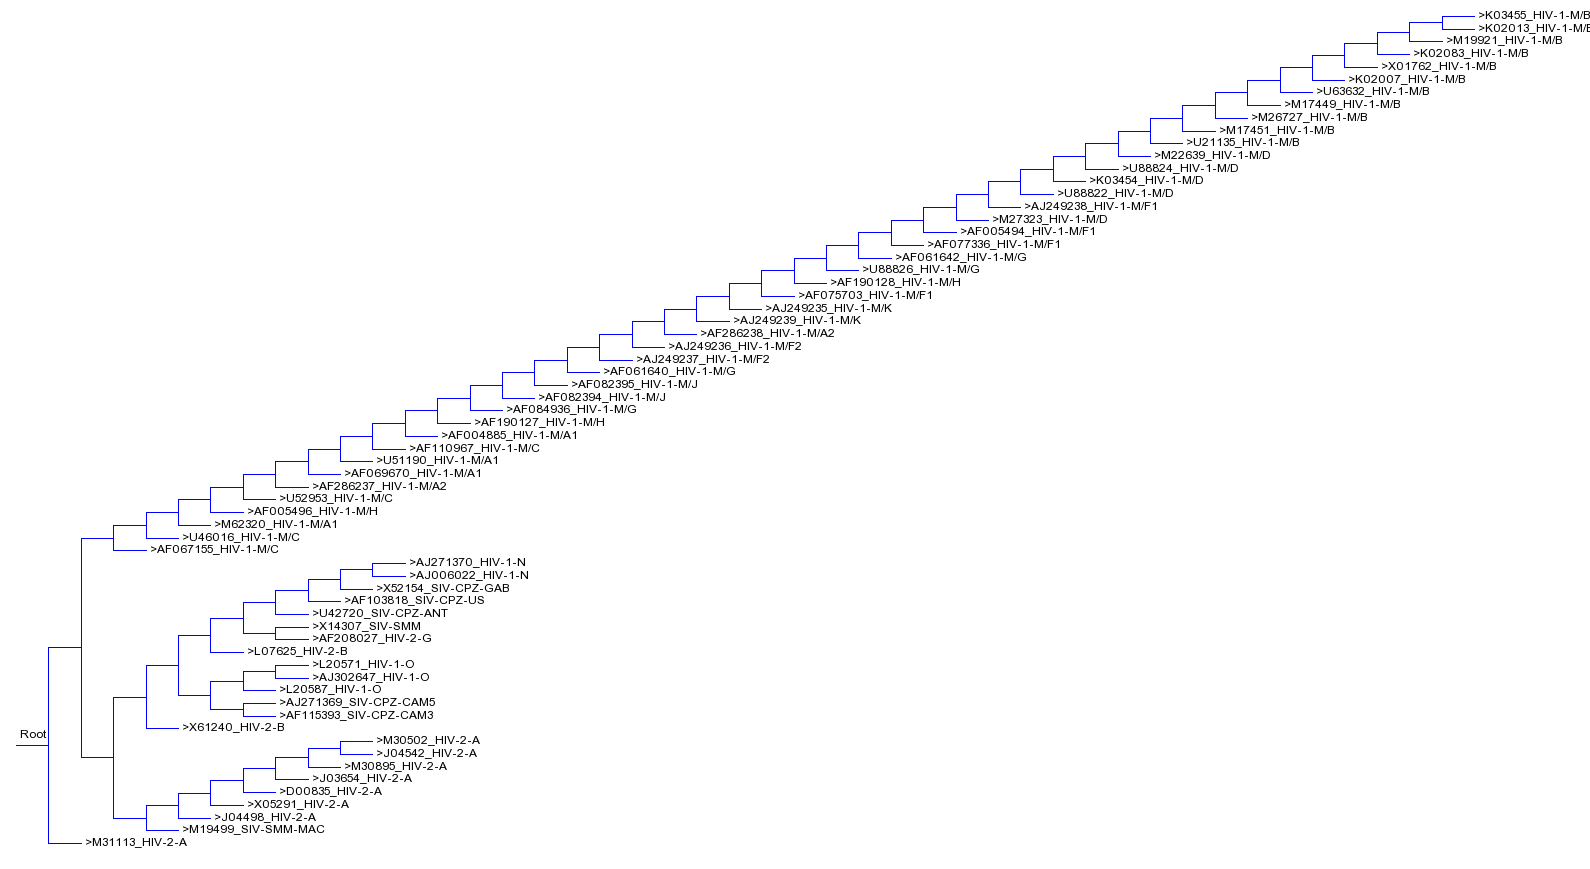 >K03455_HIV-1-M/B
>K02013_HIV-1-M/B
>M19921_HIV-1-M/B
>K02083_HIV-1-M/B
>X01762_HIV-1-M/B
>K02007_HIV-1-M/B
>U63632_HIV-1-M/B
>M17449_HIV-1-M/B
>M26727_HIV-1-M/B
>M17451_HIV-1-M/B
>U21135_HIV-1-M/B
>M22639_HIV-1-M/D
>U88824_HIV-1-M/D
>K03454_HIV-1-M/D
>U88822_HIV-1-M/D
>AJ249238_HIV-1-M/F1
>M27323_HIV-1-M/D
>AF005494_HIV-1-M/F1
>AF077336_HIV-1-M/F1
>AF061642_HIV-1-M/G
>U88826_HIV-1-M/G
>AF190128_HIV-1-M/H
>AF075703_HIV-1-M/F1
>AJ249235_HIV-1-M/K
>AJ249239_HIV-1-M/K
>AF286238_HIV-1-M/A2
>AJ249236_HIV-1-M/F2
>AJ249237_HIV-1-M/F2
>AF061640_HIV-1-M/G
>AF082395_HIV-1-M/J
>AF082394_HIV-1-M/J
>AF084936_HIV-1-M/G
>AF190127_HIV-1-M/H
>AF004885_HIV-1-M/A1
>AF110967_HIV-1-M/C
>U51190_HIV-1-M/A1
>AF069670_HIV-1-M/A1
>AF286237_HIV-1-M/A2
>U52953_HIV-1-M/C
>AF005496_HIV-1-M/H
>M62320_HIV-1-M/A1
>U46016_HIV-1-M/C
>AF067155_HIV-1-M/C
>AJ271370_HIV-1-N
>AJ006022_HIV-1-N
>X52154_SIV-CPZ-GAB
>AF103818_SIV-CPZ-US
>U42720_SIV-CPZ-ANT
>X14307_SIV-SMM
>AF208027_HIV-2-G
>L07625_HIV-2-B
>L20571_HIV-1-O
>AJ302647_HIV-1-O
>L20587_HIV-1-O
>AJ271369_SIV-CPZ-CAM5
>AF115393_SIV-CPZ-CAM3
>X61240_HIV-2-B
Root
>M30502_HIV-2-A
>J04542_HIV-2-A
>M30895_HIV-2-A
>J03654_HIV-2-A
>D00835_HIV-2-A
>X05291_HIV-2-A
>J04498_HIV-2-A
>M19499_SIV-SMM-MAC
>M31113_HIV-2-A